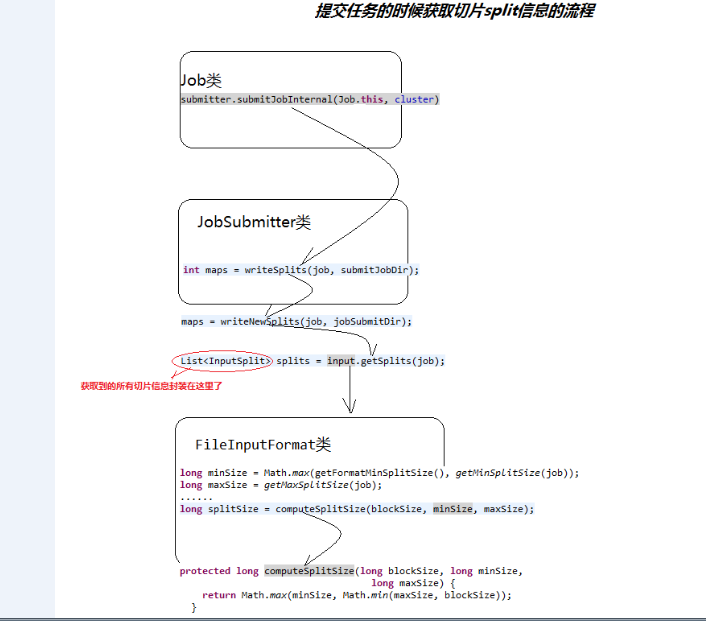 提交任务的时候获取切片split信息的流程
Job类
submitter.submitJobInternal(Job.this, cluster)
JobSubmitter类
int maps = writeSplits(job, submitJobDir);
maps = writeNewSplits(job, jobSubmitDir);
List<InputSplit> splits = input.getSplits(job);
获取到的所有切片信息封装在这里了
FileInputFormat类
long minSize = Math.max(getFormatMinSplitSize(), getMinSplitSize(job));
long maxSize = getMaxSplitSize(job);
......
long splitSize = computeSplitSize(blockSize, minSize, maxSize);
protected long computeSplitSize(long blockSize, long minSize,
long maxSize) {
return Math.max(minSize, Math.min(maxSize, blockSize));
}